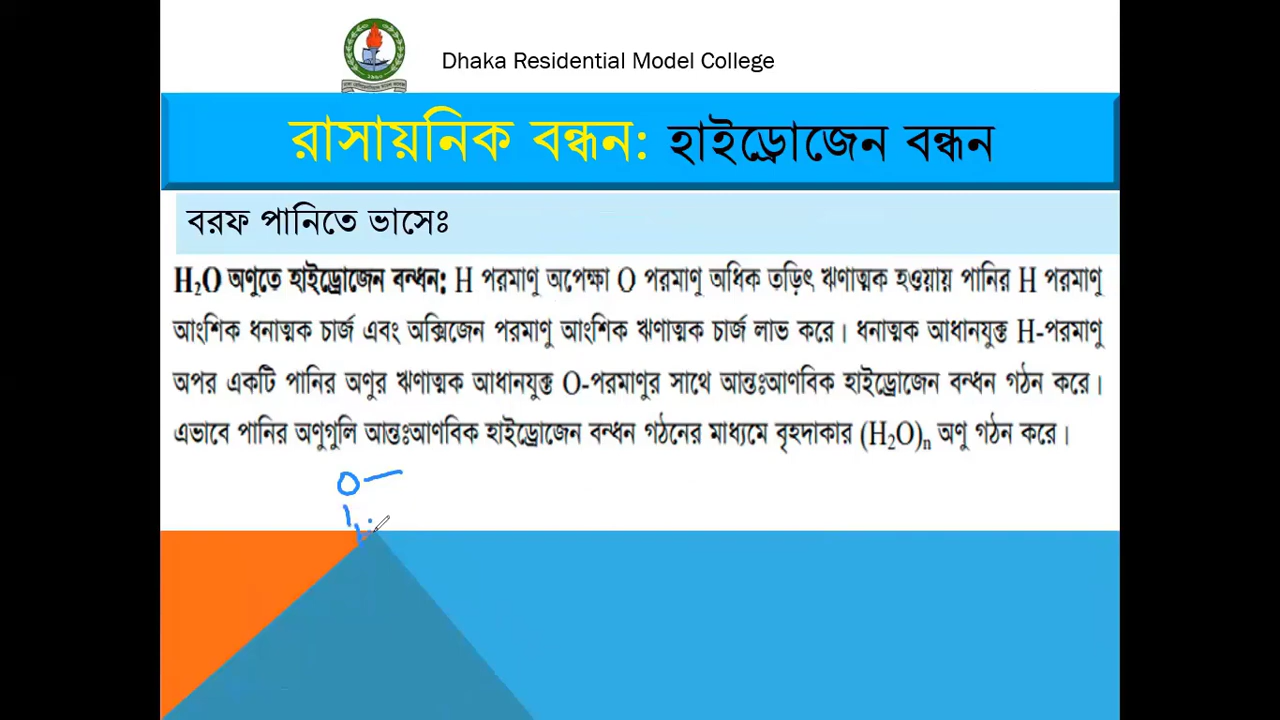 Dhaka Residential Model College
রাসায়নিক বন্ধন: হাইড্রোজেন বন্ধন
বরফ পানিতে ভাসেঃ
H₂O অণুতে হাইড্রোজেন বন্ধন: H পরমাণু অপেক্ষা O পরমাণু অধিক তড়িৎ ঋণাত্মক হওয়ায় পানির H পরমাণু
আংশিক ধনাত্মক চার্জ এবং অক্সিজেন পরমাণু আংশিক ঋণাত্মক চার্জ লাভ করে। ধনাত্মক আধানযুক্ত H-পরমাণু
অপর একটি পানির অণুর ঋণাত্মক আধানযুক্ত O-পরমাণুর সাথে আন্তঃআণবিক হাইড্রোজেন বন্ধন গঠন করে।
এভাবে পানির অণুগুলি আন্তঃআণবিক হাইড্রোজেন বন্ধন গঠনের মাধ্যমে বৃহদাকার (H₂O)ₙ অণু গঠন করে।
O